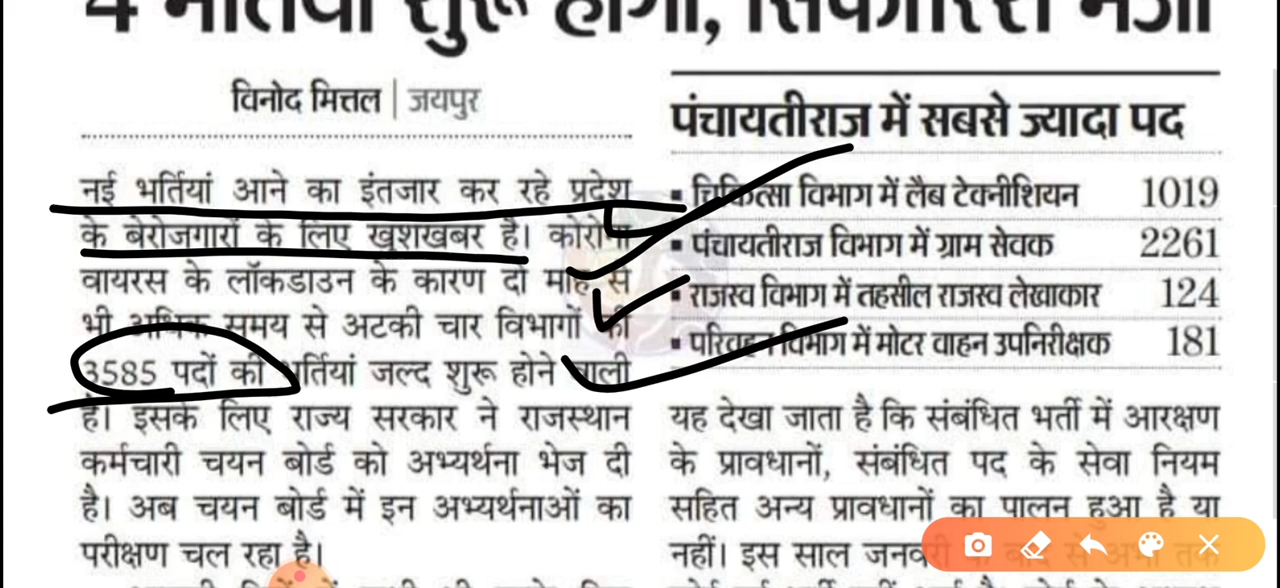 4 भर्तियां शुरू होंगी, सिफारिश भेजी
विनोद मित्तल | जयपुर
नई भर्तियां आने का इंतजार कर रहे प्रदेश
के बेरोजगारों के लिए खुशखबर है। कोरोना
वायरस के लॉकडाउन के कारण दो माह से
भी अधिक समय से अटकी चार विभागों की
3585 पदों की भर्तियां जल्द शुरू होने वाली
है। इसके लिए राज्य सरकार ने राजस्थान
कर्मचारी चयन बोर्ड को अभ्यर्थना भेज दी
है। अब चयन बोर्ड में इन अभ्यर्थनाओं का
परीक्षण चल रहा है।
पंचायतीराज में सबसे ज्यादा पद
▪ चिकित्सा विभाग में लैब टेक्नीशियन 1019
▪ पंचायतीराज विभाग में ग्राम सेवक 2261
▪ राजस्व विभाग में तहसील राजस्व लेखाकार 124
▪ परिवहन विभाग में मोटर वाहन उपनिरीक्षक 181
यह देखा जाता है कि संबंधित भर्ती में आरक्षण
के प्रावधानों, संबंधित पद के सेवा नियम
सहित अन्य प्रावधानों का पालन हुआ है या
नहीं। इस साल जनवरी के बाद से अभी तक